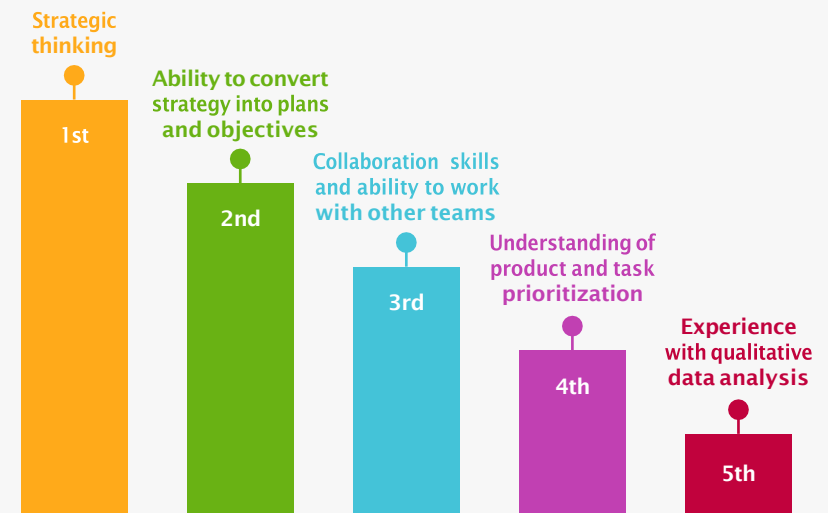 Strategic
thinking
1st
Ability to convert
strategy into plans
and objectives
2nd
Collaboration skills
and ability to work
with other teams
3rd
Understanding of
product and task
prioritization
4th
Experience
with qualitative
data analysis
5th